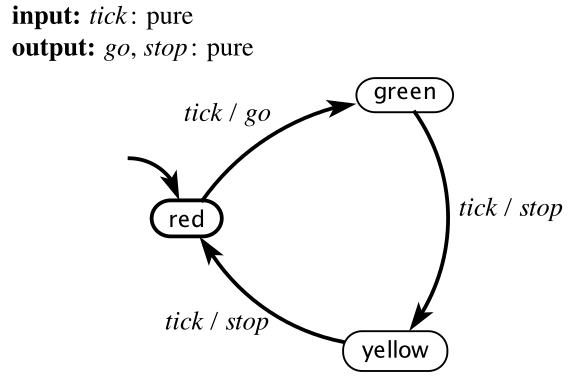 input: tick: pure
output: go, stop: pure
green
tick / go
red
tick / stop
tick / stop
yellow